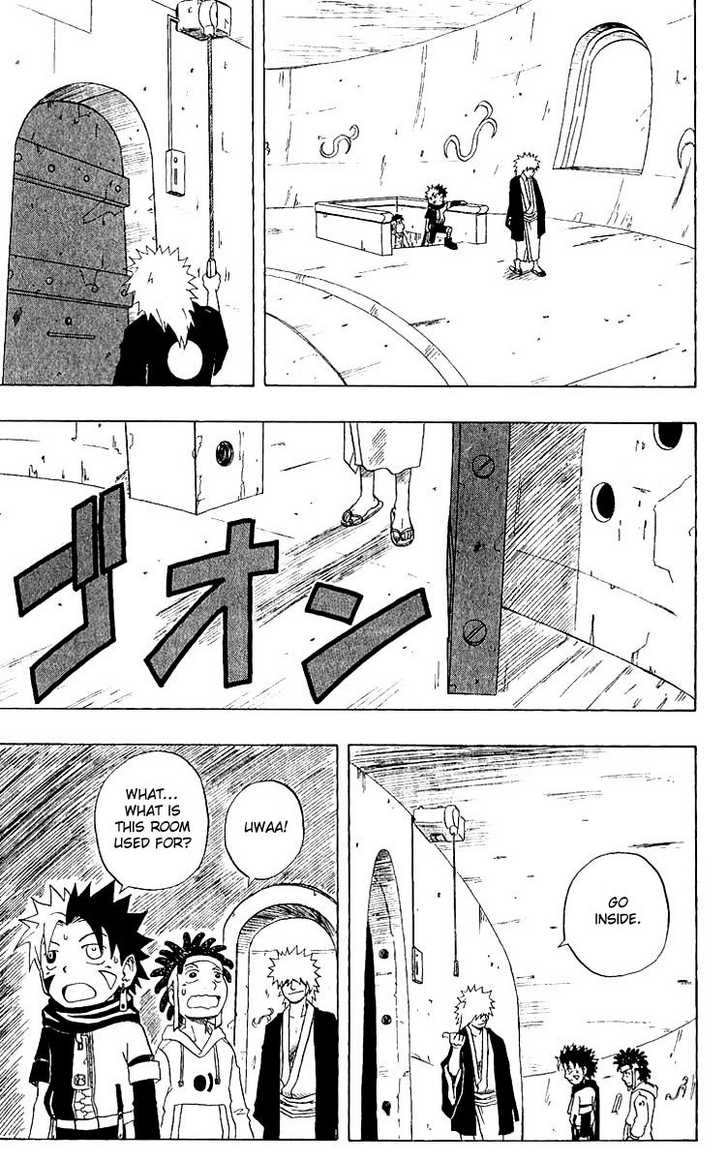 ゴオン
GO
INSIDE.
UWAA!
WHAT...
WHAT IS
THIS ROOM
USED FOR?